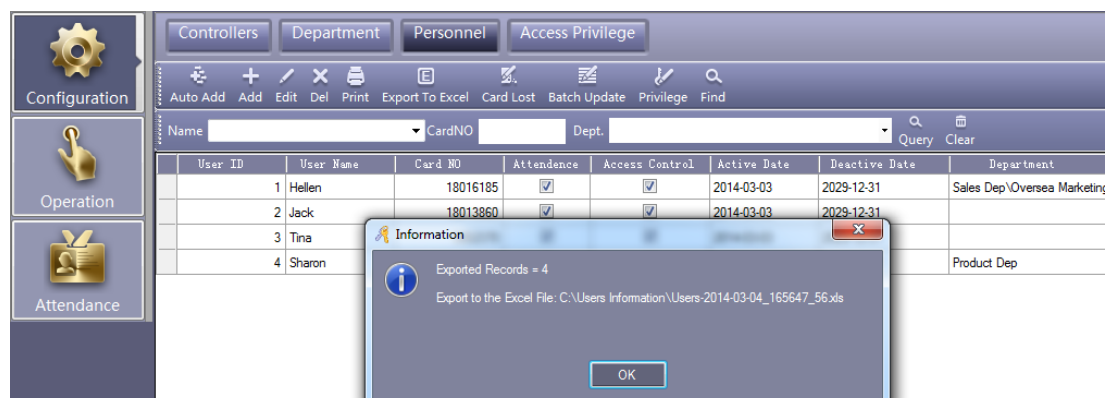 Controllers Department Personnel Access Privilege
Configuration
Auto Add Add Edit Del Print Export To Excel Card Lost Batch Update Privilege Find
Name CardNO Dept. Query Clear
User ID User Name Card NO Attendence Access Control Active Date Deactive Date Department
1 Hellen 18016185 2014-03-03 2029-12-31 Sales Dep\Oversea Marketing
2 Jack 18013860 2014-03-03 2029-12-31
3 Tina
4 Sharon Product Dep
Operation
Attendance
Information
Exported Records = 4
Export to the Excel File: C:\Users Information\Users-2014-03-04_165647_56.xls
OK